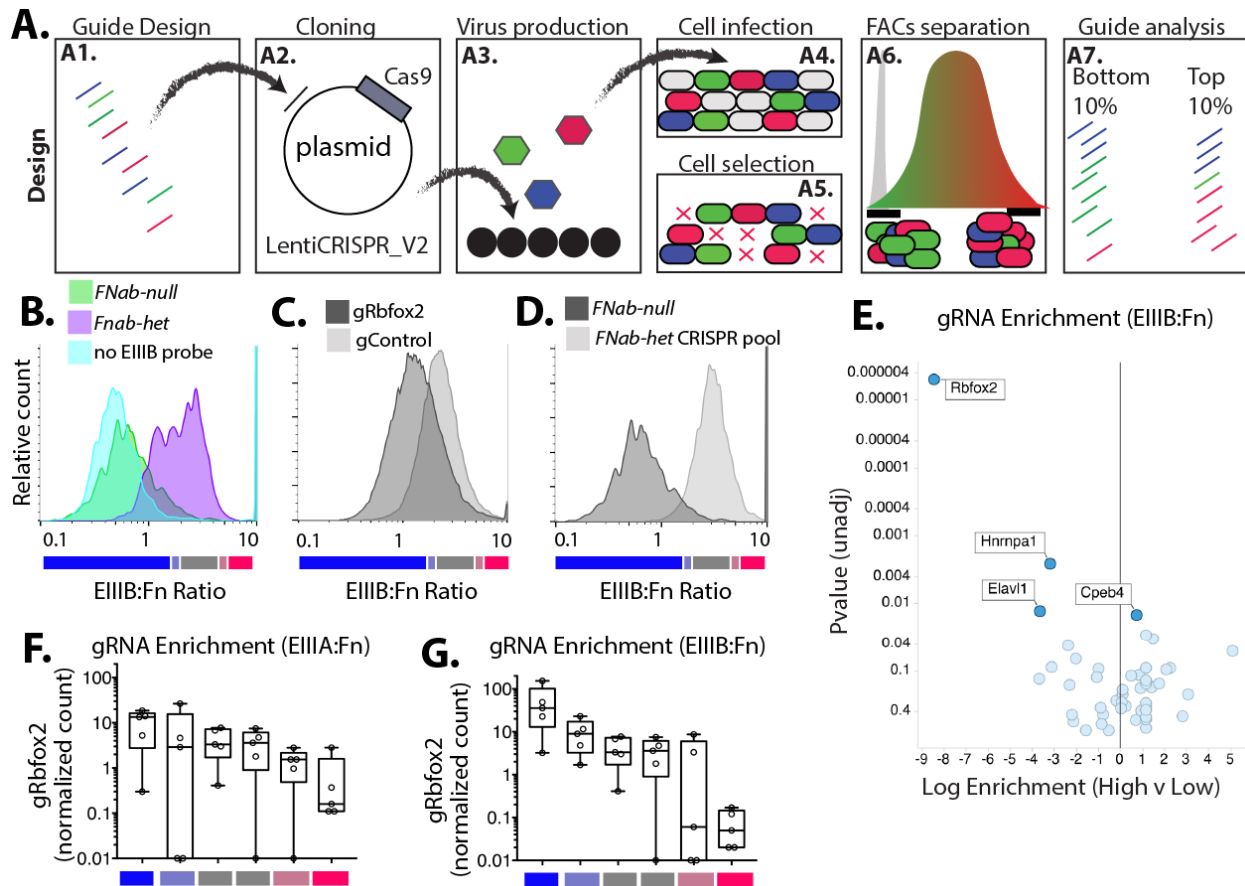 A.
Guide Design
Cloning
Virus production
Cell infection
FACs separation
Guide analysis
Design
A1.
A2.
Cas9
plasmid
LentiCRISPR_V2
A3.
A4.
Cell selection
A5.
A6.
A7.
Bottom
10%
Top
10%
B.
FNab-null
Fnab-het
no EIIIB probe
Relative count
0.1
1
10
EIIIB:Fn Ratio
C.
gRbfox2
gControl
0.1
1
10
EIIIB:Fn Ratio
D.
FNab-null
FNab-het CRISPR pool
0.1
1
10
EIIIB:Fn Ratio
E.
gRNA Enrichment (EIIIB:Fn)
Pvalue (unadj)
0.000004
0.00001
0.00004
0.0001
0.0004
0.001
0.004
0.01
0.04
0.1
0.4
Rbfox2
Hnrnpa1
Elavl1
Cpeb4
-9 -8 -7 -6 -5 -4 -3 -2 -1 0 1 2 3 4 5
Log Enrichment (High v Low)
F.
gRNA Enrichment (EIIIA:Fn)
gRbfox2
(normalized count)
100
10
1
0.1
0.01
G.
gRNA Enrichment (EIIIB:Fn)
gRbfox2
(normalized count)
100
10
1
0.1
0.01